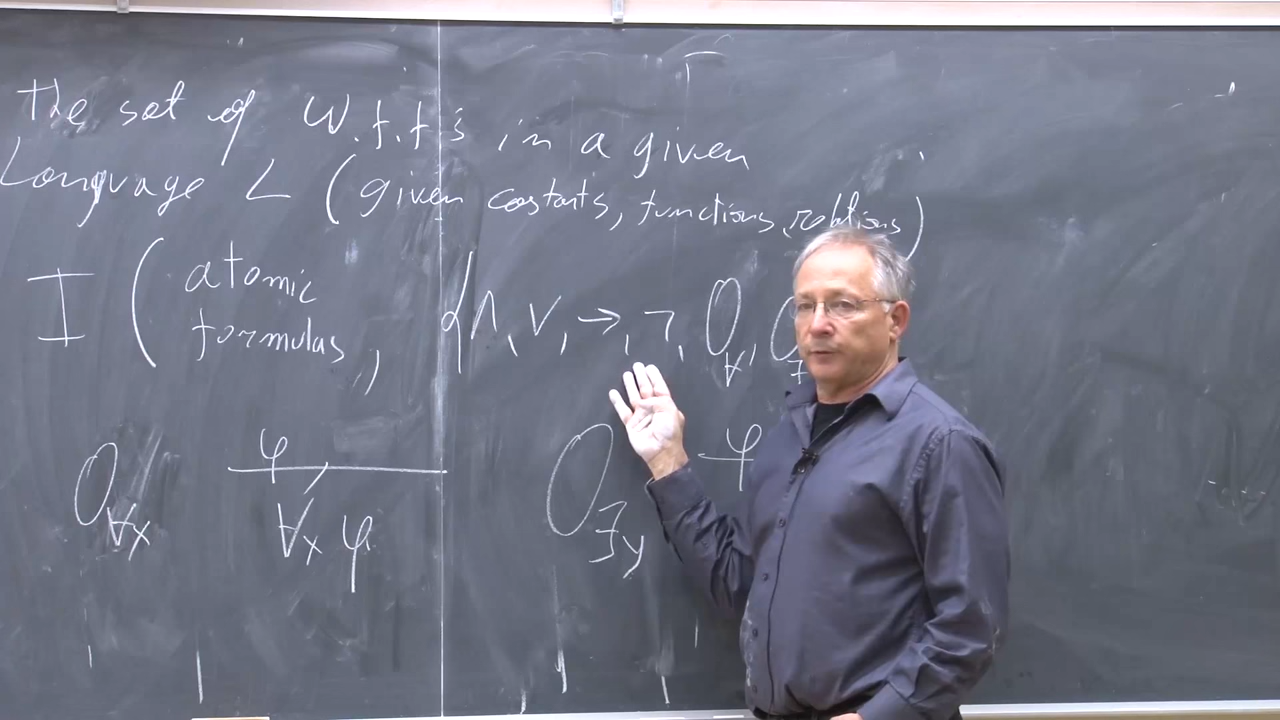 The set of W.f.f's in a given
Language L (given costants, functions, relations)
I ( atomic formulas, {∧, ∨, →, ¬, O∀, O∃
O∀x φ / ∀x φ O∃y φ